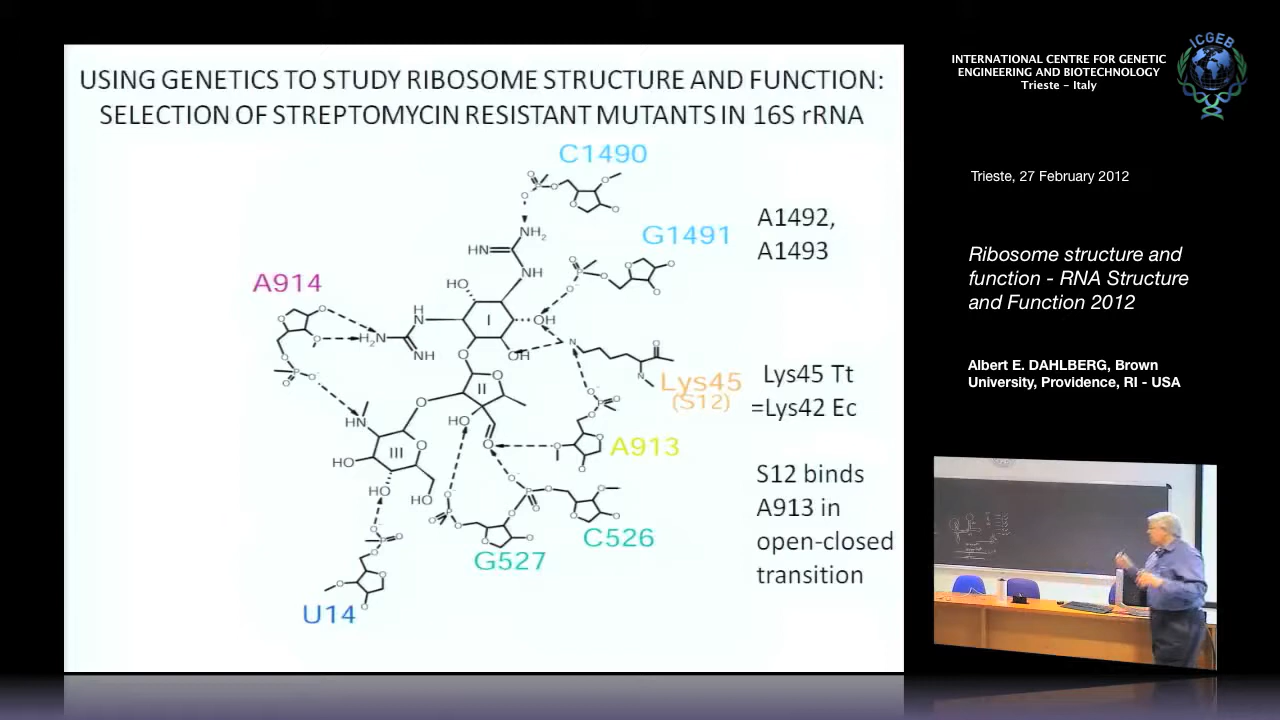 USING GENETICS TO STUDY RIBOSOME STRUCTURE AND FUNCTION:
SELECTION OF STREPTOMYCIN RESISTANT MUTANTS IN 16S rRNA
C1490
A1492,
A1493
G1491
A914
NH2
HN
NH
HO
I
OH
H
N
H2N
NH
OH
N
Lys45
(S12)
Lys45 Tt
=Lys42 Ec
II
HO
HN
III
HO
HO
HO
A913
S12 binds
A913 in
open-closed
transition
C526
G527
U14
INTERNATIONAL CENTRE FOR GENETIC
ENGINEERING AND BIOTECHNOLOGY
Trieste - Italy
ICGEB
Trieste, 27 February 2012
Ribosome structure and
function - RNA Structure
and Function 2012
Albert E. DAHLBERG, Brown
University, Providence, RI - USA